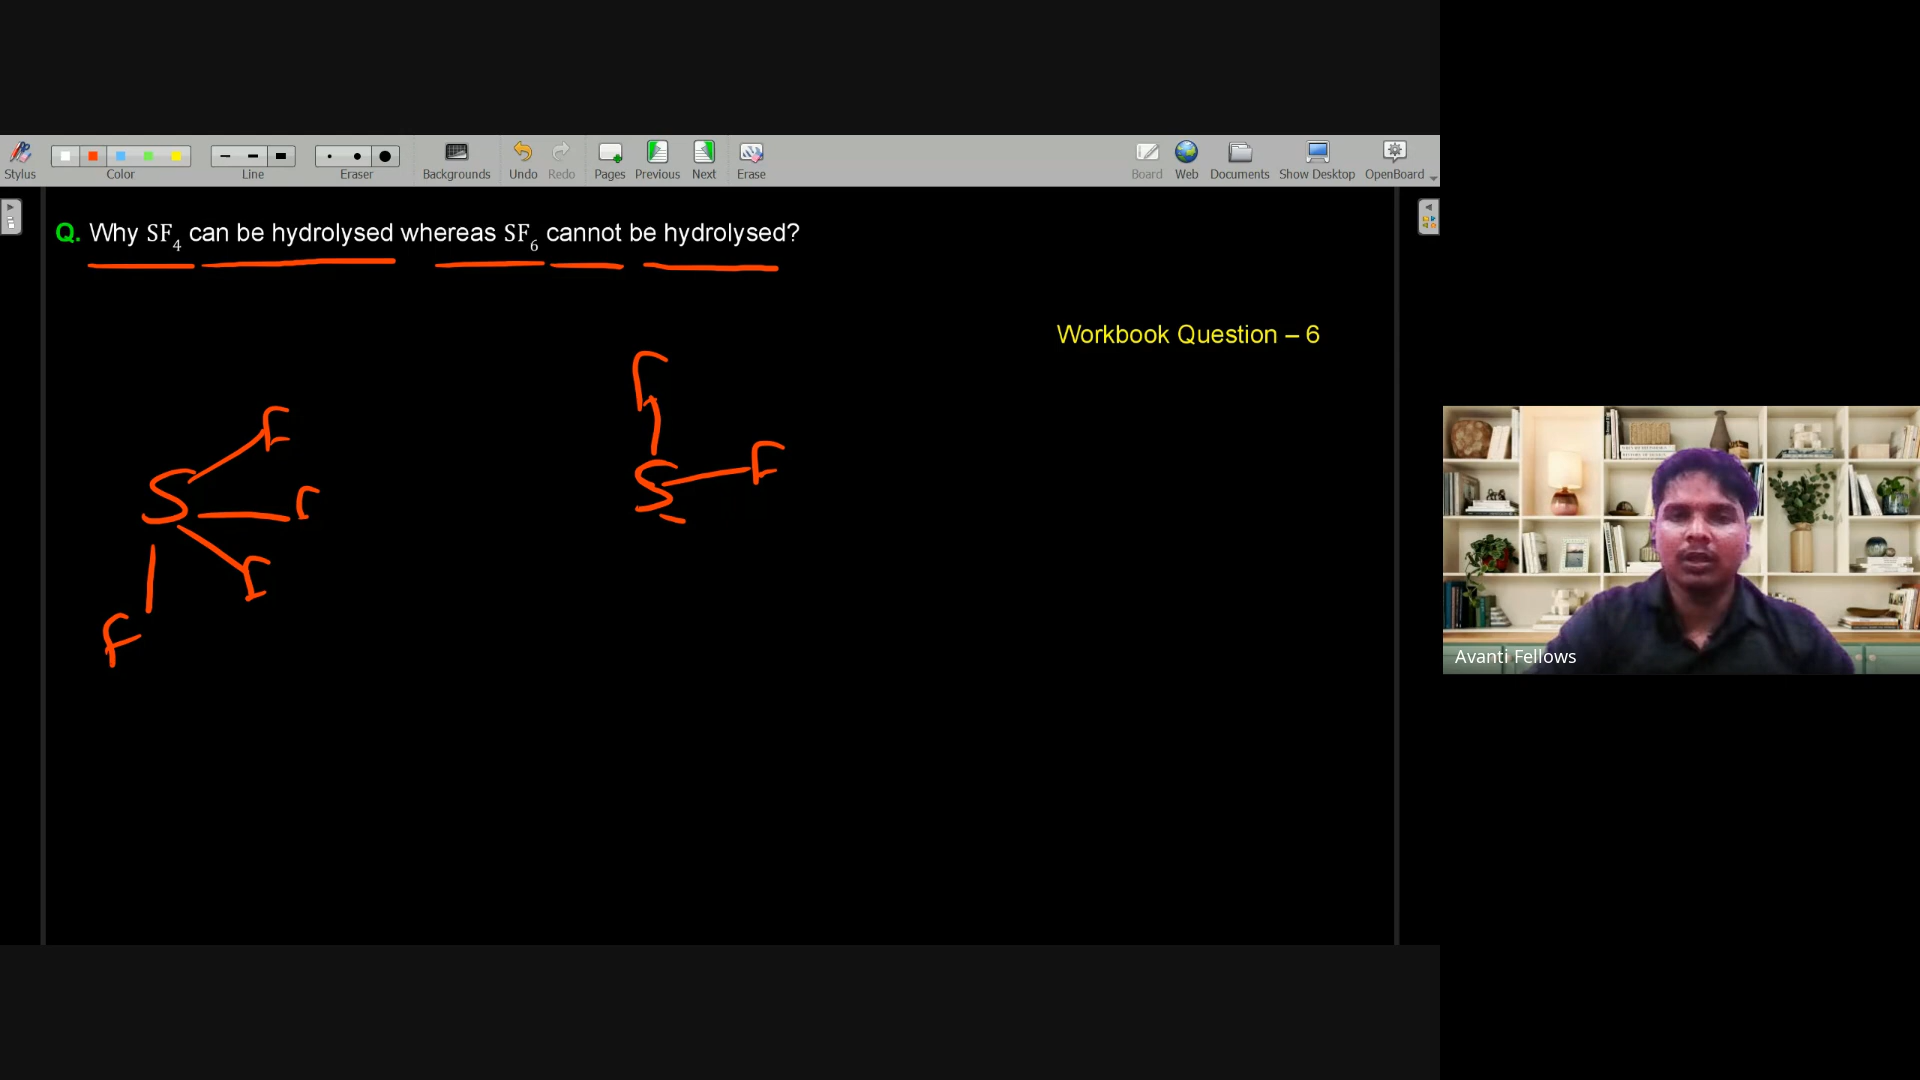 Stylus
Color
Line
Eraser
Backgrounds
Undo
Redo
Pages
Previous
Next
Erase
Board
Web
Documents
Show Desktop
OpenBoard
Q. Why SF₄ can be hydrolysed whereas SF₆ cannot be hydrolysed?
Workbook Question – 6
F
S
F
F
F
F
S
F
Avanti Fellows